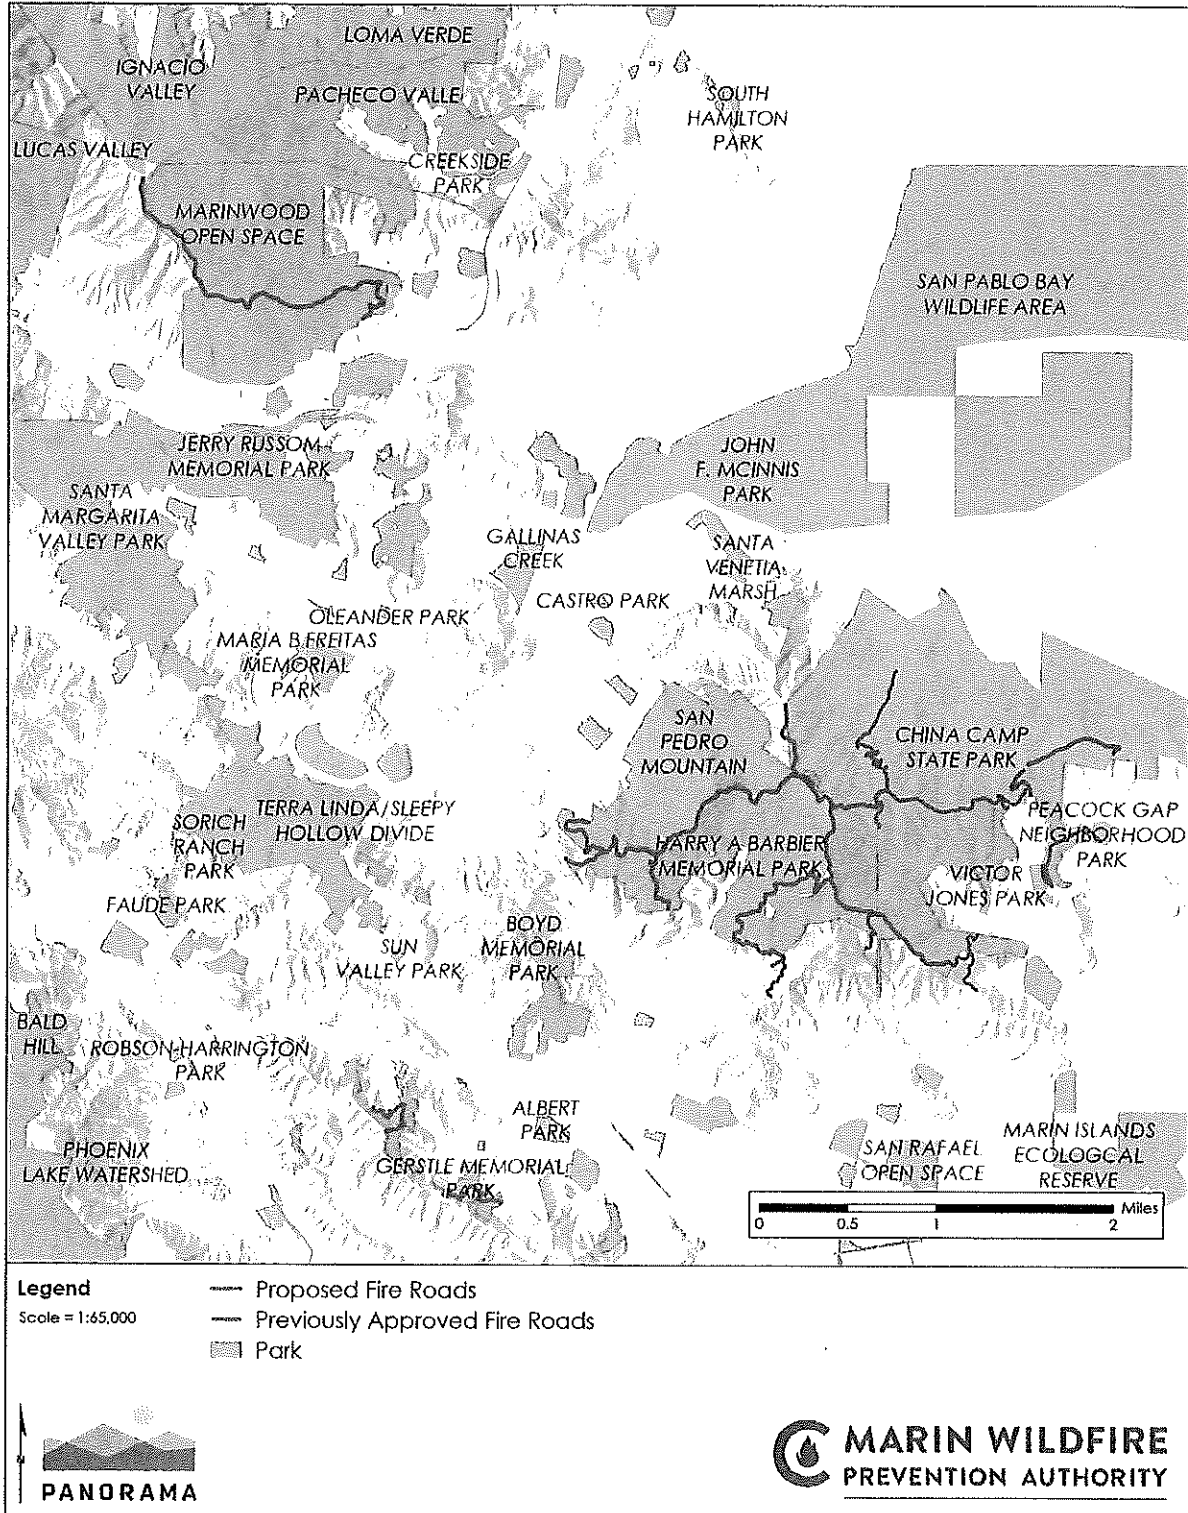 LOMA VERDE
IGNACIO
VALLEY
PACHECO VALLE
SOUTH
HAMILTON
PARK
LUCAS VALLEY
CREEKSIDE
PARK
MARINWOOD
OPEN SPACE
SAN PABLO BAY
WILDLIFE AREA
JERRY RUSSOM
MEMORIAL PARK
JOHN
F. MCINNIS
PARK
SANTA
MARGARITA
VALLEY PARK
GALLINAS
CREEK
SANTA
VENETIA
MARSH
CASTRO PARK
OLEANDER PARK
MARIA B FREITAS
MEMORIAL
PARK
SAN
PEDRO
MOUNTAIN
CHINA CAMP
STATE PARK
TERRA LINDA/SLEEPY
HOLLOW DIVIDE
SORICH
RANCH
PARK
PEACOCK GAP
NEIGHBORHOOD
PARK
HARRY A BARBIER
MEMORIAL PARK
VICTOR
JONES PARK
FAUDE PARK
BOYD
MEMORIAL
PARK
SUN
VALLEY PARK
BALD
HILL
ROBSON-HARRINGTON
PARK
ALBERT
PARK
PHOENIX
LAKE WATERSHED
GERSTLE MEMORIAL
PARK
SAN RAFAEL
OPEN SPACE
MARIN ISLANDS
ECOLOGCAL
RESERVE
Miles
0 0.5 1 2
Legend
Scale = 1:65,000
Proposed Fire Roads
Previously Approved Fire Roads
Park
PANORAMA
MARIN WILDFIRE
PREVENTION AUTHORITY